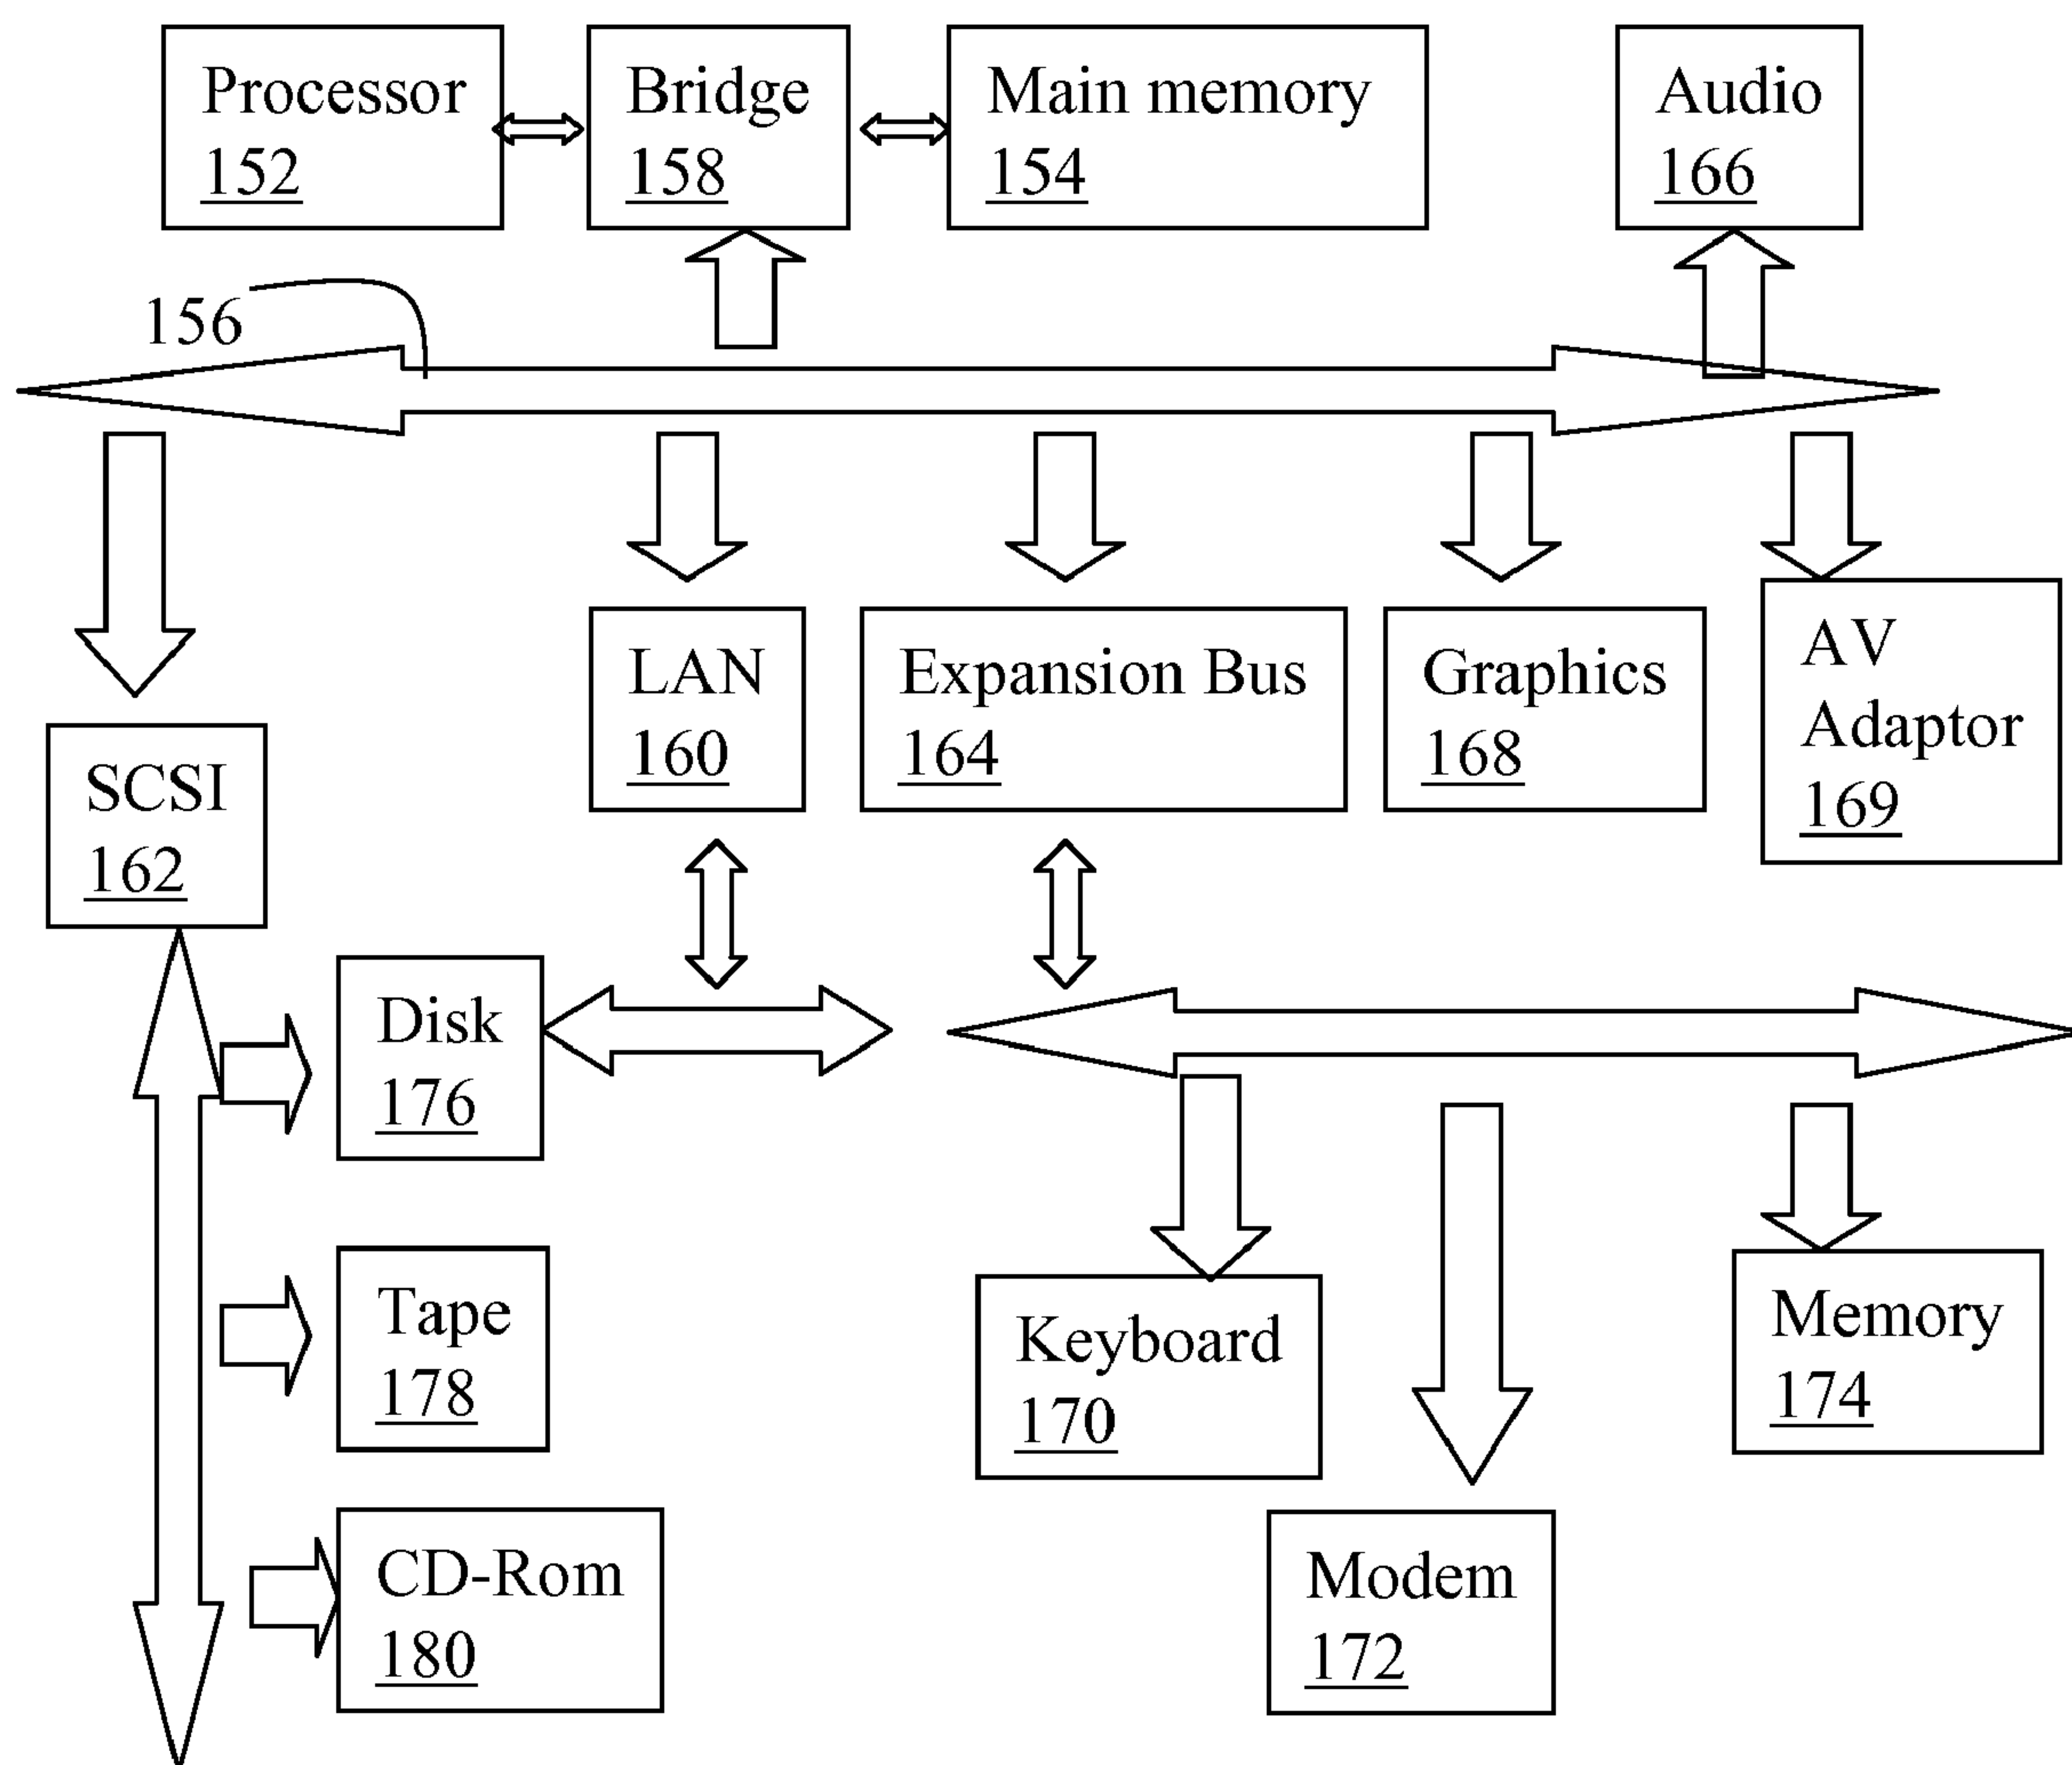 Processor
152
Bridge
158
Main memory
154
Audio
166
156
LAN
160
Expansion Bus
164
Graphics
168
AV
Adaptor
169
SCSI
162
Disk
176
Tape
178
Keyboard
170
Memory
174
CD-Rom
180
Modem
172